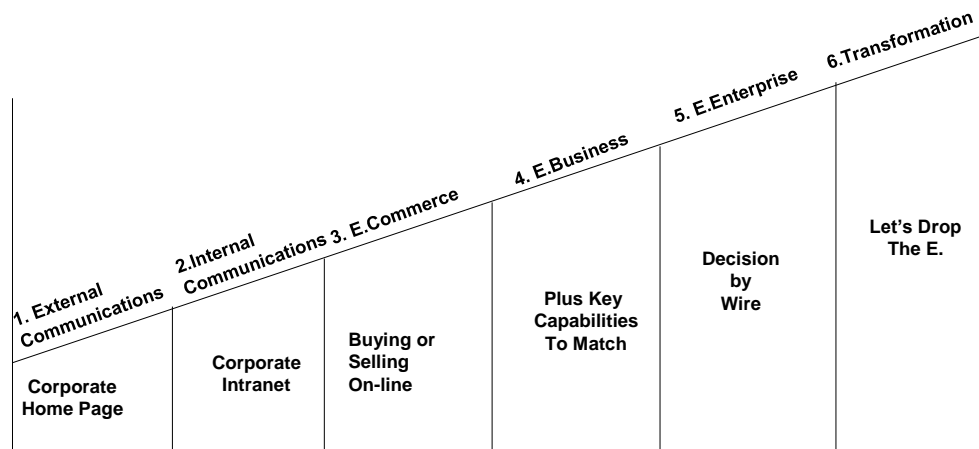 1. External
Communications
2.Internal
Communications
3. E.Commerce
4. E.Business
5. E.Enterprise
6.Transformation
Corporate
Home Page
Corporate
Intranet
Buying or
Selling
On-line
Plus Key
Capabilities
To Match
Decision
by
Wire
Let's Drop
The E.